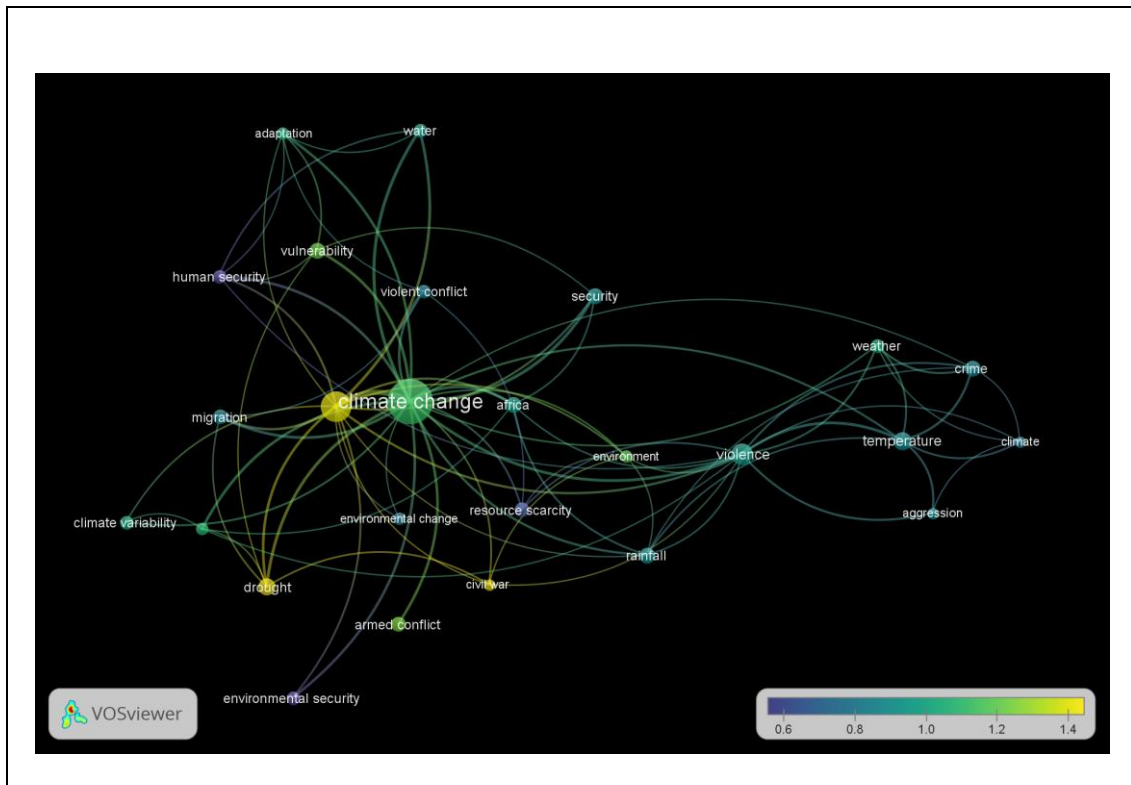 adaptation
water
vulnerability
human security
violent conflict
security
weather
crime
climate change
migration
africa
temperature
climate
violence
environment
resource scarcity
aggression
climate variability
environmental change
rainfall
drought
civil war
armed conflict
environmental security
VOSviewer
0.6 0.8 1.0 1.2 1.4